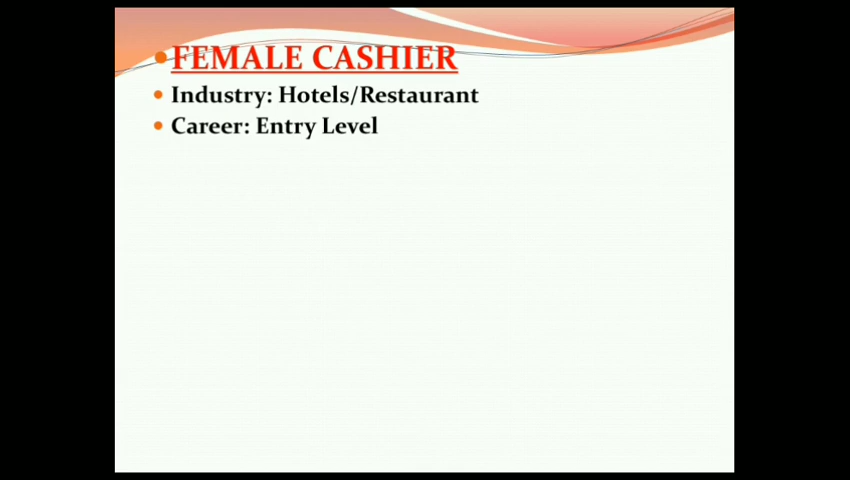 FEMALE CASHIER
Industry: Hotels/Restaurant
Career: Entry Level